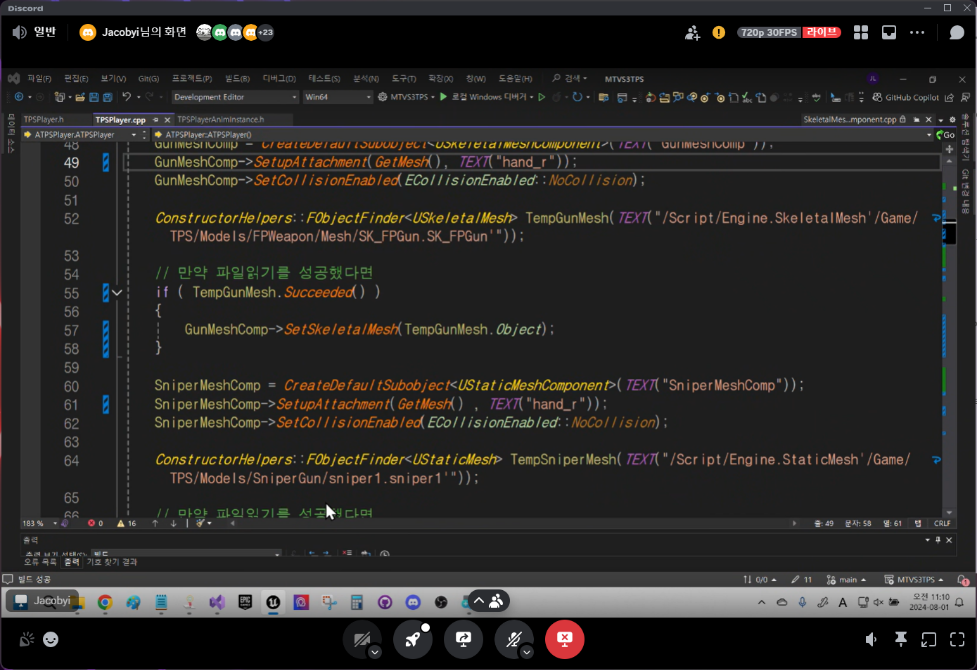 Discord
일반
Jacobyi님의 화면
+23
720p 30FPS 라이브
파일(F) 편집(E) 보기(V) Git(G) 프로젝트(P) 빌드(B) 디버그(D) 테스트(S) 분석(N) 도구(T) 확장(X) 창(W) 도움말(H) 검색 MTVS3TPS
Development Editor Win64 MTVS3TPS 로컬 Windows 디버거 GitHub Copilot
TPSPlayer.h TPSPlayer.cpp TPSPlayerAnimInstance.h SkeletalMes...mponent.cpp
ATPSPlayer::ATPSPlayer ATPSPlayer::ATPSPlayer() Go
48 GunMeshComp = CreateDefaultSubobject<USkeletalMeshComponent>(TEXT("GunMeshComp"));
49 GunMeshComp->SetupAttachment(GetMesh(), TEXT("hand_r"));
50 GunMeshComp->SetCollisionEnabled(ECollisionEnabled::NoCollision);
51
52 ConstructorHelpers::FObjectFinder<USkeletalMesh> TempGunMesh(TEXT("/Script/Engine.SkeletalMesh'/Game/
TPS/Models/FPWeapon/Mesh/SK_FPGun.SK_FPGun'"));
53
54 // 만약 파일읽기를 성공했다면
55 if ( TempGunMesh.Succeeded() )
56 {
57 GunMeshComp->SetSkeletalMesh(TempGunMesh.Object);
58 }
59
60 SniperMeshComp = CreateDefaultSubobject<UStaticMeshComponent>(TEXT("SniperMeshComp"));
61 SniperMeshComp->SetupAttachment(GetMesh() , TEXT("hand_r"));
62 SniperMeshComp->SetCollisionEnabled(ECollisionEnabled::NoCollision);
63
64 ConstructorHelpers::FObjectFinder<UStaticMesh> TempSniperMesh(TEXT("/Script/Engine.StaticMesh'/Game/
TPS/Models/SniperGun/sniper1.sniper1'"));
65
66 // 만약 파일읽기를 성공했다면
183 % 0 16 줄: 49 문자: 58 열: 61 탭 CRLF
출력
출력 보기 선택(S): 빌드
오류 목록 출력 기호 찾기 결과
빌드 성공 0/0 11 main MTVS3TPS
Jacobyi
A 오전 11:10
2024-08-01